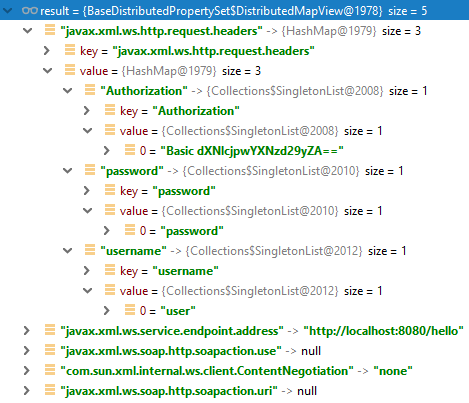 result = {BaseDistributedPropertySet$DistributedMapView@1978} size = 5
"javax.xml.ws.http.request.headers" -> {HashMap@1979} size = 3
key = "javax.xml.ws.http.request.headers"
value = {HashMap@1979} size = 3
"Authorization" -> {Collections$SingletonList@2008} size = 1
key = "Authorization"
value = {Collections$SingletonList@2008} size = 1
0 = "Basic dXNlcjpwYXNzd29yZA=="
"password" -> {Collections$SingletonList@2010} size = 1
key = "password"
value = {Collections$SingletonList@2010} size = 1
0 = "password"
"username" -> {Collections$SingletonList@2012} size = 1
key = "username"
value = {Collections$SingletonList@2012} size = 1
0 = "user"
"javax.xml.ws.service.endpoint.address" -> "http://localhost:8080/hello"
"javax.xml.ws.soap.http.soapaction.use" -> null
"com.sun.xml.internal.ws.client.ContentNegotiation" -> "none"
"javax.xml.ws.soap.http.soapaction.uri" -> null